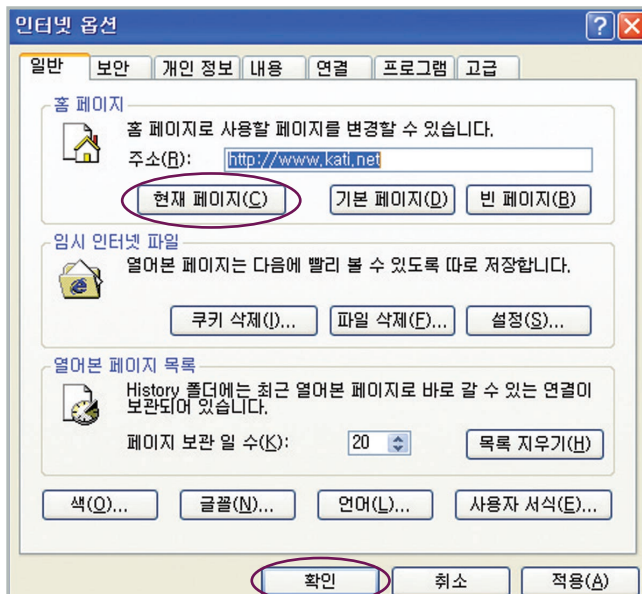 인터넷 옵션
일반 보안 개인 정보 내용 연결 프로그램 고급
홈 페이지
홈 페이지로 사용할 페이지를 변경할 수 있습니다.
주소(R): http://www.kati.net
현재 페이지(C) 기본 페이지(D) 빈 페이지(B)
임시 인터넷 파일
열어본 페이지는 다음에 빨리 볼 수 있도록 따로 저장합니다.
쿠키 삭제(I)... 파일 삭제(F)... 설정(S)...
열어본 페이지 목록
History 폴더에는 최근 열어본 페이지로 바로 갈 수 있는 연결이
보관되어 있습니다.
페이지 보관 일 수(K): 20 목록 지우기(H)
색(O)... 글꼴(N)... 언어(L)... 사용자 서식(E)...
확인 취소 적용(A)